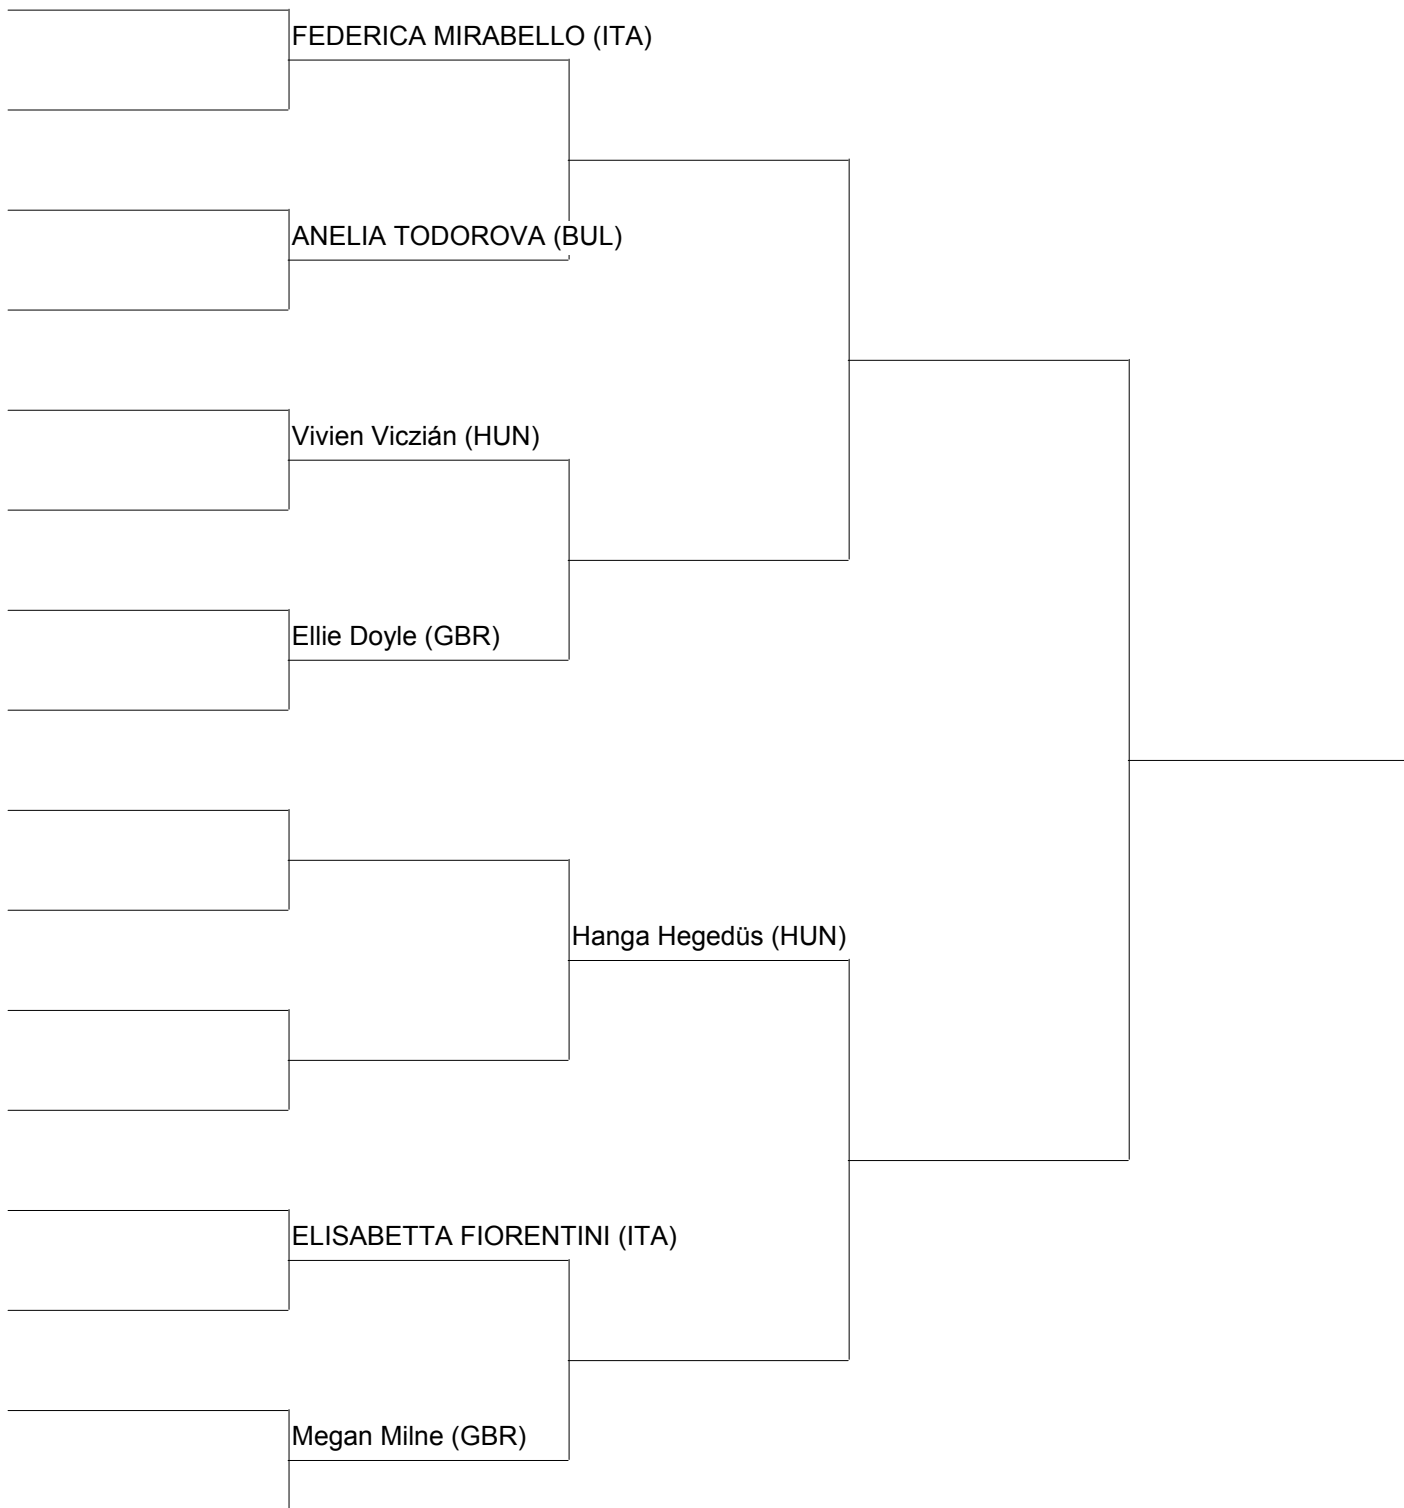 FEDERICA MIRABELLO (ITA)
ANELIA TODOROVA (BUL)
Vivien Viczián (HUN)
Ellie Doyle (GBR)
Hanga Hegedüs (HUN)
ELISABETTA FIORENTINI (ITA)
Megan Milne (GBR)